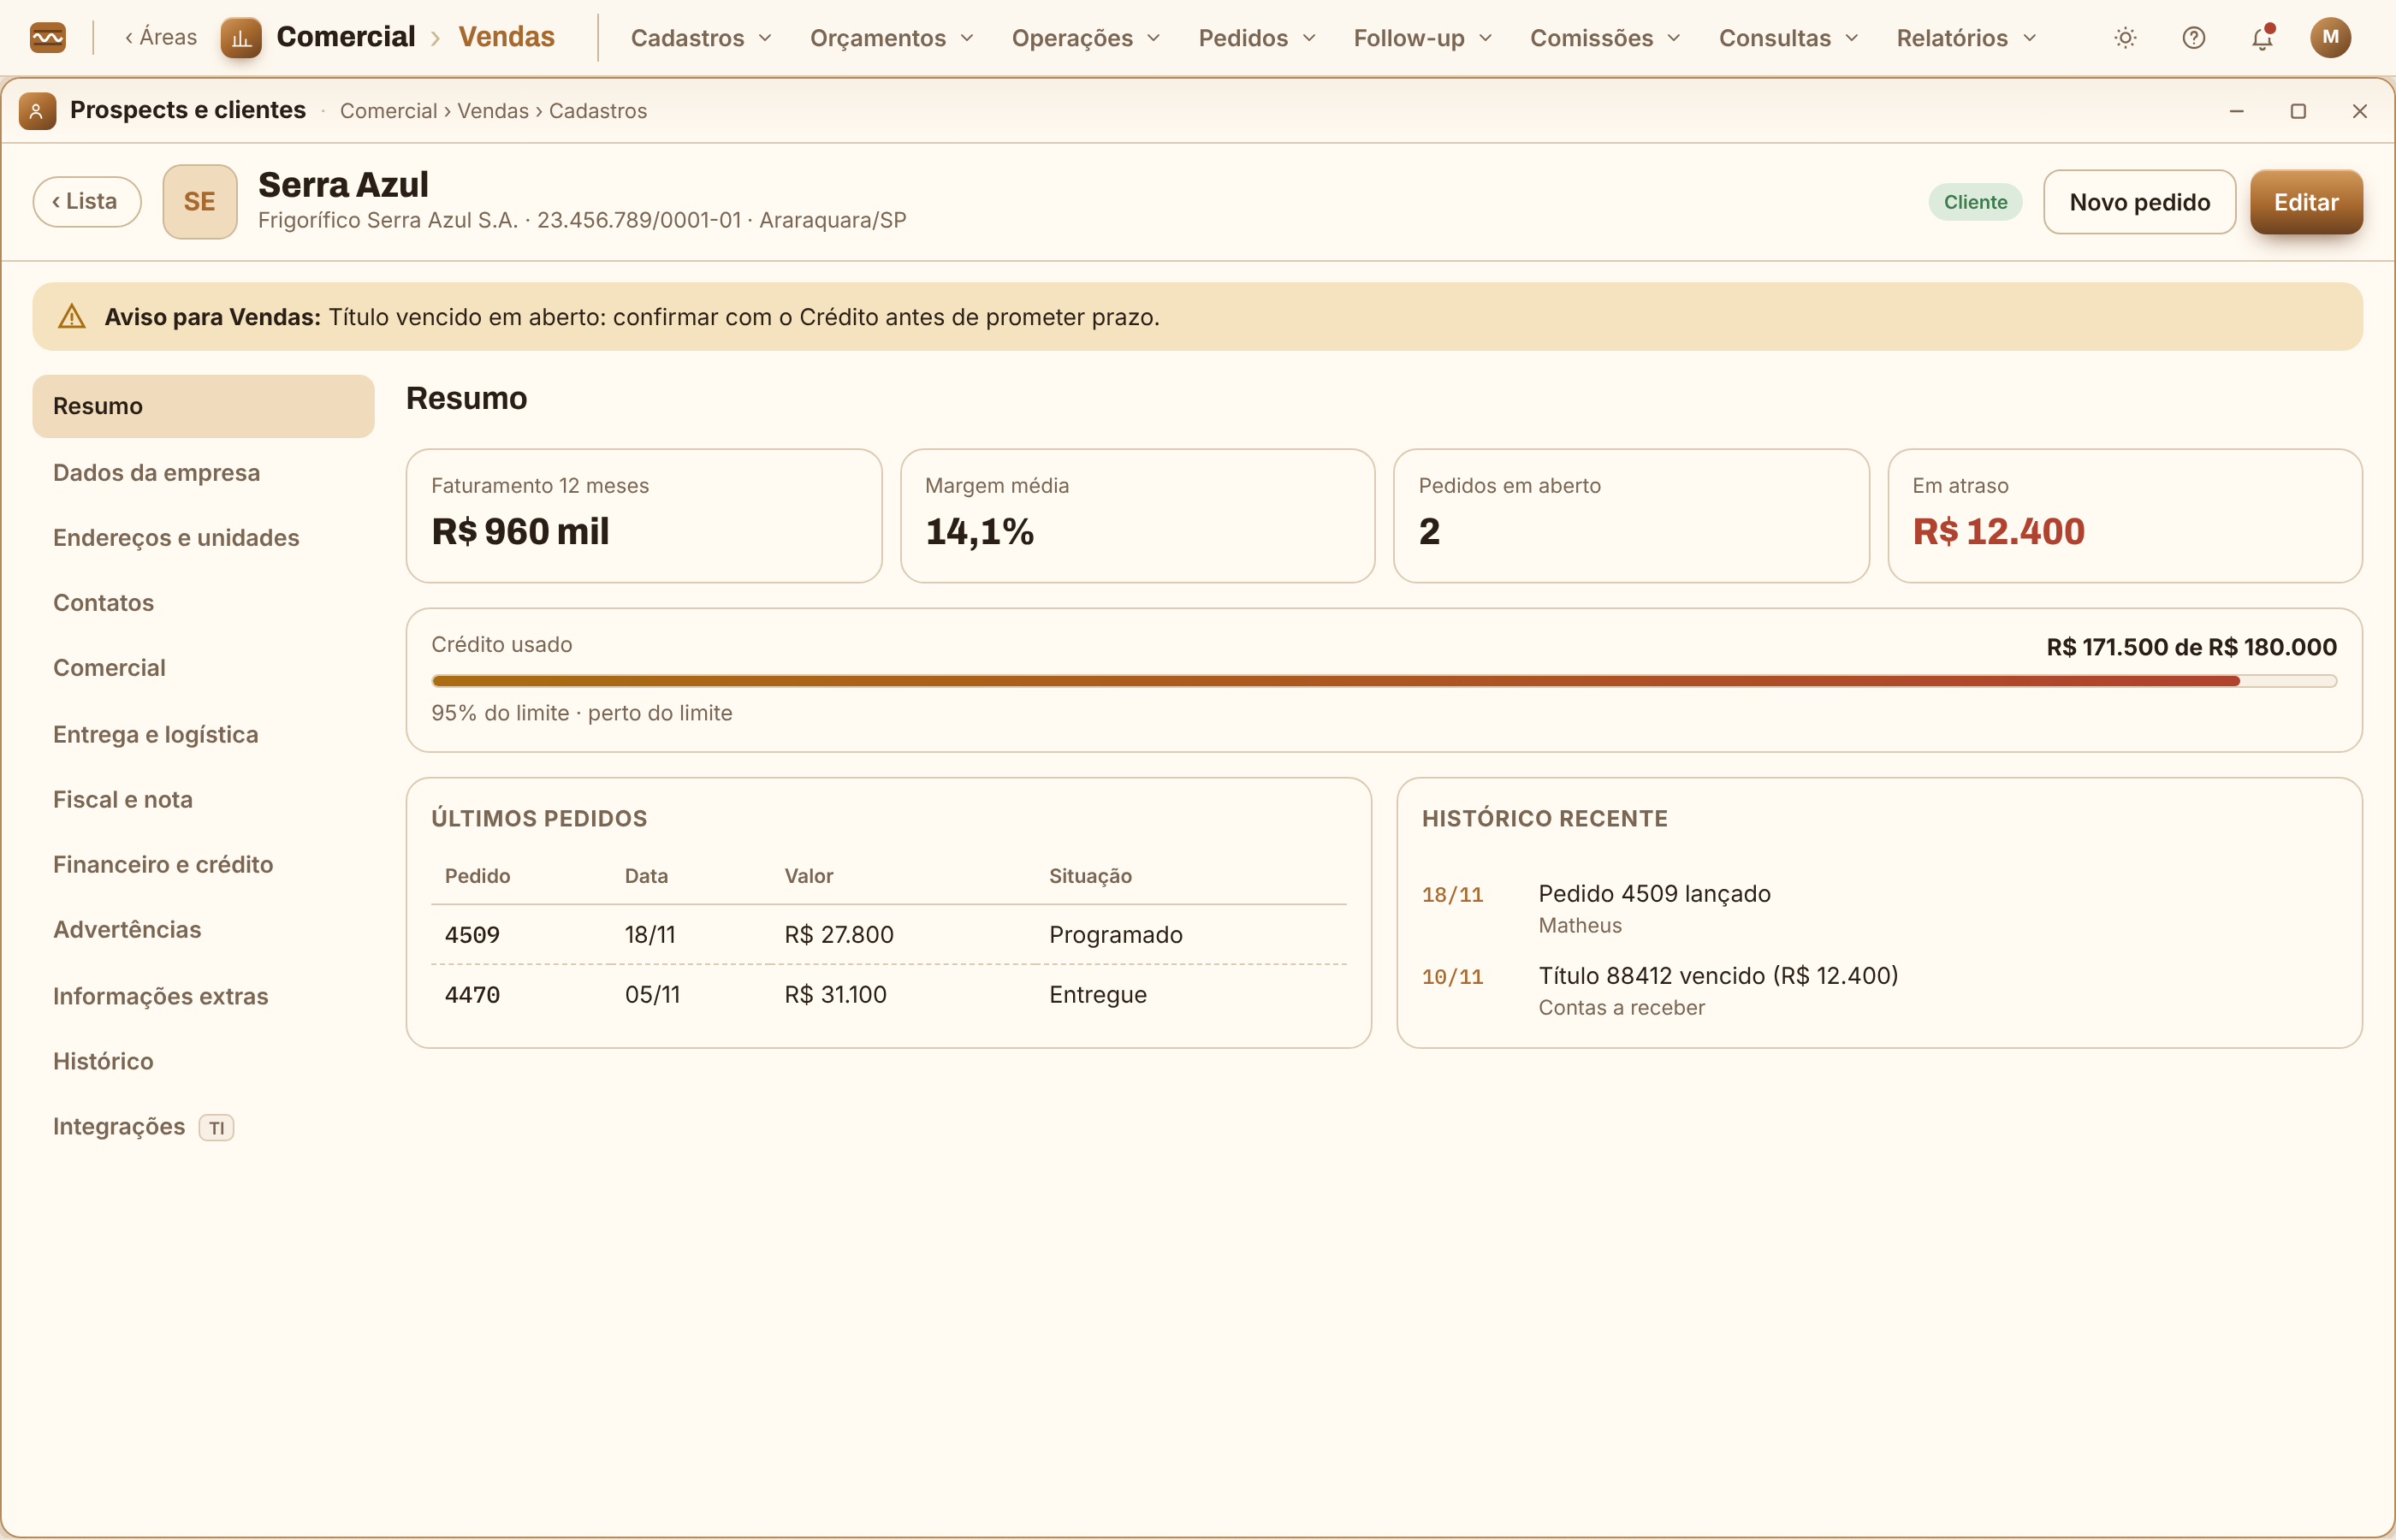 ‹ Áreas Comercial › Vendas Cadastros Orçamentos Operações Pedidos Follow-up Comissões Consultas Relatórios M
Prospects e clientes · Comercial › Vendas › Cadastros
‹ Lista
SE
Serra Azul
Frigorífico Serra Azul S.A. · 23.456.789/0001-01 · Araraquara/SP
Cliente
Novo pedido
Editar
Aviso para Vendas: Título vencido em aberto: confirmar com o Crédito antes de prometer prazo.
Resumo
Dados da empresa
Endereços e unidades
Contatos
Comercial
Entrega e logística
Fiscal e nota
Financeiro e crédito
Advertências
Informações extras
Histórico
Integrações TI
Resumo
Faturamento 12 meses
R$ 960 mil
Margem média
14,1%
Pedidos em aberto
2
Em atraso
R$ 12.400
Crédito usado
R$ 171.500 de R$ 180.000
95% do limite · perto do limite
ÚLTIMOS PEDIDOS
Pedido Data Valor Situação
4509 18/11 R$ 27.800 Programado
4470 05/11 R$ 31.100 Entregue
HISTÓRICO RECENTE
18/11 Pedido 4509 lançado
Matheus
10/11 Título 88412 vencido (R$ 12.400)
Contas a receber